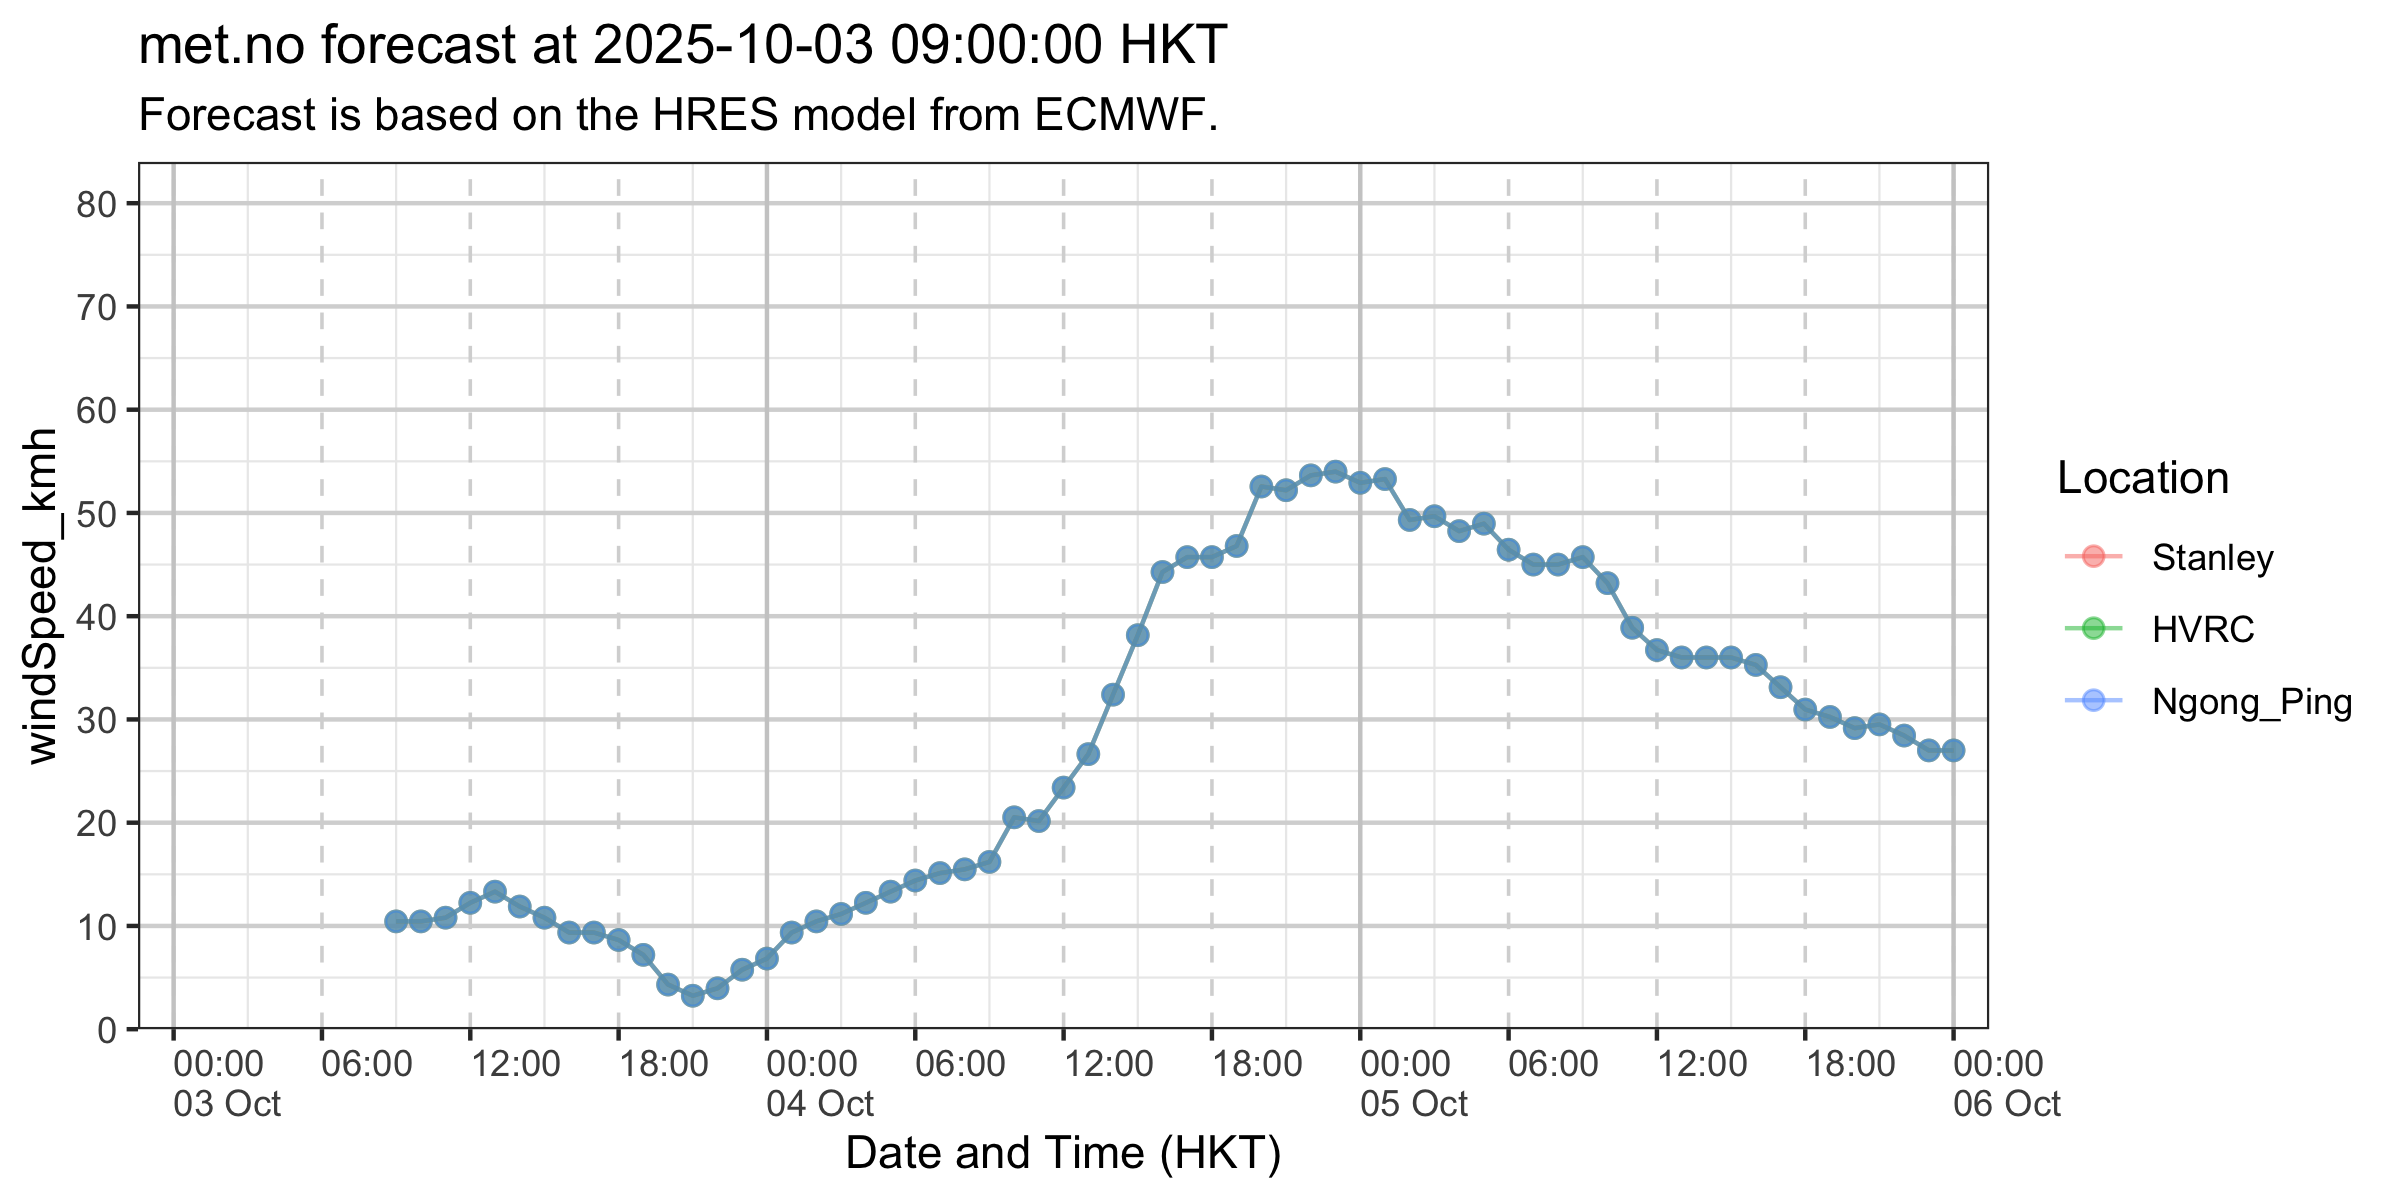 met.no forecast at 2025-10-03 09:00:00 HKT
Forecast is based on the HRES model from ECMWF.
windSpeed_kmh
80
70
60
50
40
30
20
10
0
00:00 06:00 12:00 18:00 00:00 06:00 12:00 18:00 00:00 06:00 12:00 18:00 00:00
03 Oct 04 Oct 05 Oct 06 Oct
Date and Time (HKT)
Location
Stanley
HVRC
Ngong_Ping